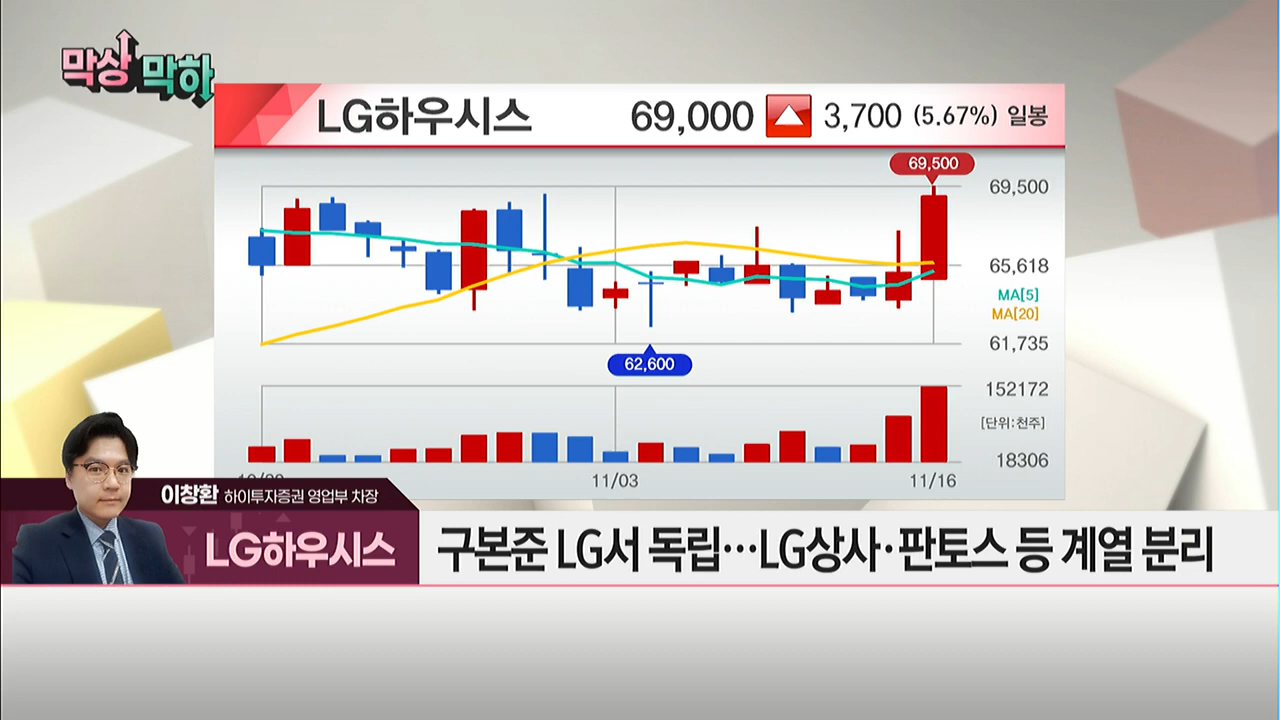 막상 막하
LG하우시스 69,000 3,700 (5.67%) 일봉
69,500
69,500
65,618
MA[5]
MA[20]
61,735
62,600
152172
[단위:천주]
18306
11/03
11/16
이창환 하이투자증권 영업부 차장
LG하우시스
구본준 LG서 독립…LG상사·판토스 등 계열 분리